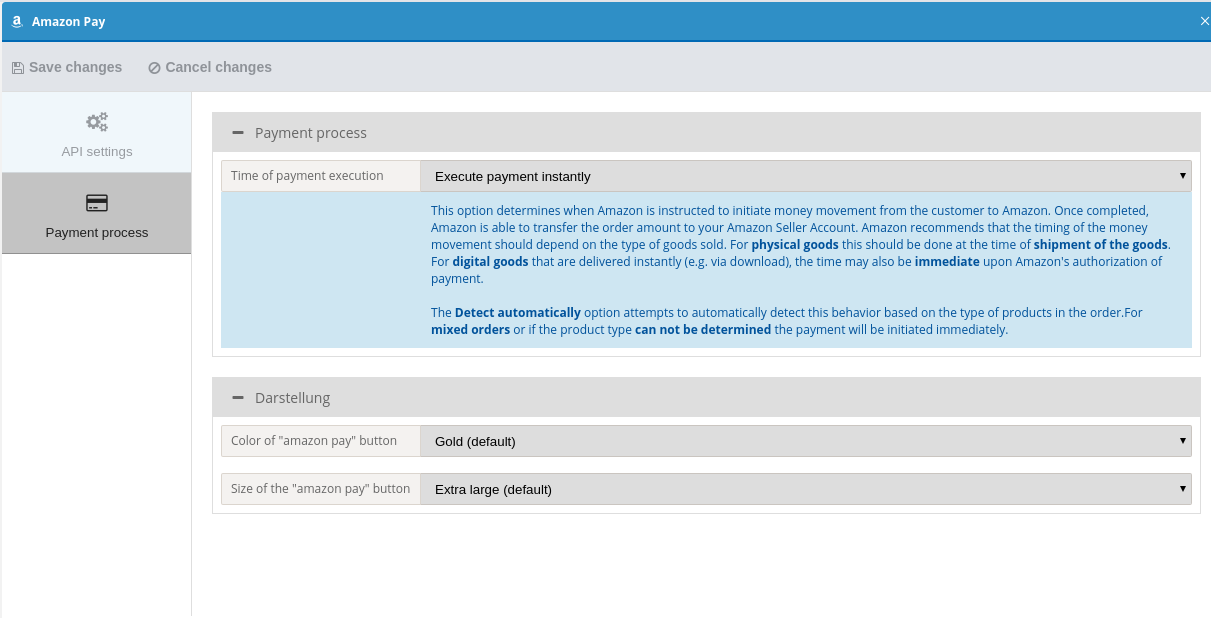 Amazon Pay
Save changes Cancel changes
API settings
Payment process
Payment process
Time of payment execution Execute payment instantly
This option determines when Amazon is instructed to initiate money movement from the customer to Amazon. Once completed,
Amazon is able to transfer the order amount to your Amazon Seller Account. Amazon recommends that the timing of the money
movement should depend on the type of goods sold. For physical goods this should be done at the time of shipment of the goods.
For digital goods that are delivered instantly (e.g. via download), the time may also be immediate upon Amazon's authorization of
payment.
The Detect automatically option attempts to automatically detect this behavior based on the type of products in the order.For
mixed orders or if the product type can not be determined the payment will be initiated immediately.
Darstellung
Color of "amazon pay" button Gold (default)
Size of the "amazon pay" button Extra large (default)